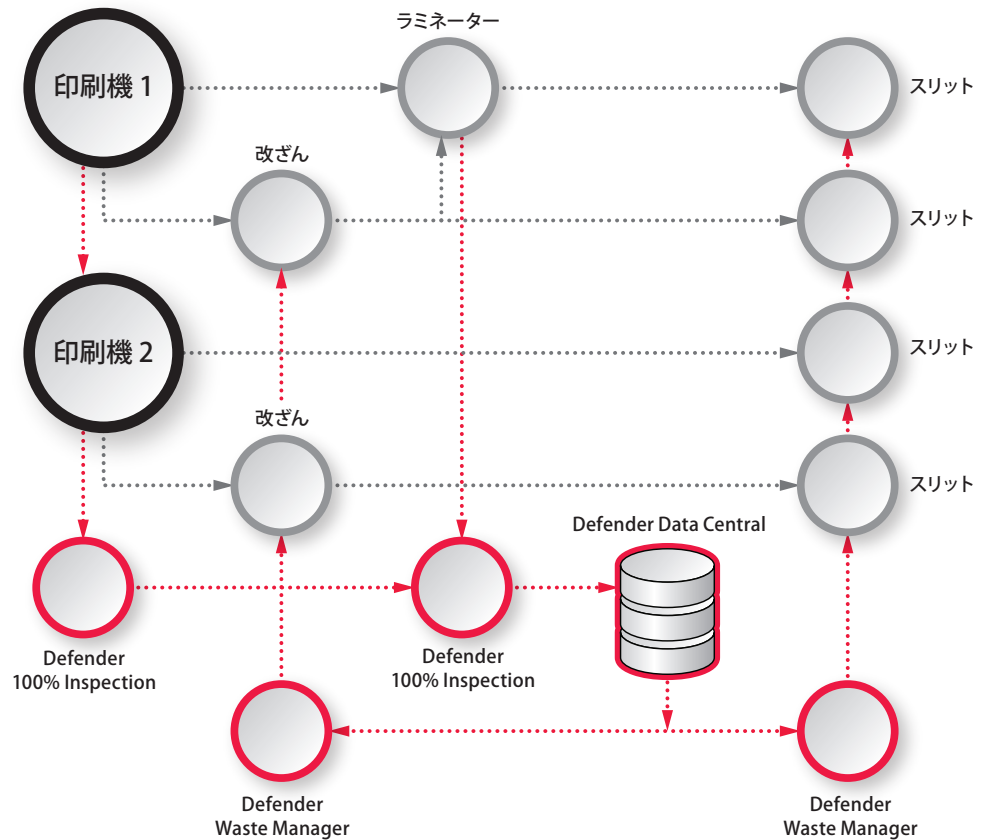 ラミネーター
印刷機 1
スリット
改ざん
スリット
印刷機 2
スリット
改ざん
スリット
Defender Data Central
Defender
100% Inspection
Defender
100% Inspection
Defender
Waste Manager
Defender
Waste Manager